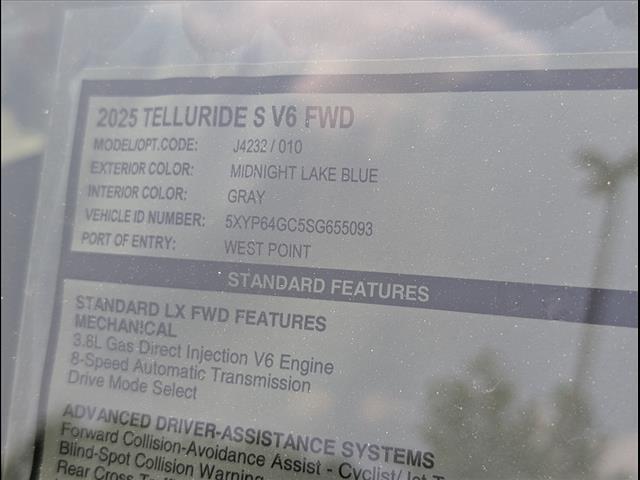 2025 TELLURIDE S V6 FWD
MODEL/OPT.CODE: J4232 / 010
EXTERIOR COLOR: MIDNIGHT LAKE BLUE
INTERIOR COLOR: GRAY
VEHICLE ID NUMBER: 5XYP64GC5SG655093
PORT OF ENTRY: WEST POINT
STANDARD FEATURES
STANDARD LX FWD FEATURES
MECHANICAL
3.8L Gas Direct Injection V6 Engine
8-Speed Automatic Transmission
Drive Mode Select
ADVANCED DRIVER-ASSISTANCE SYSTEMS
Forward Collision-Avoidance Assist - Cyclist/
Blind-Spot Collision Warning
Rear Cross